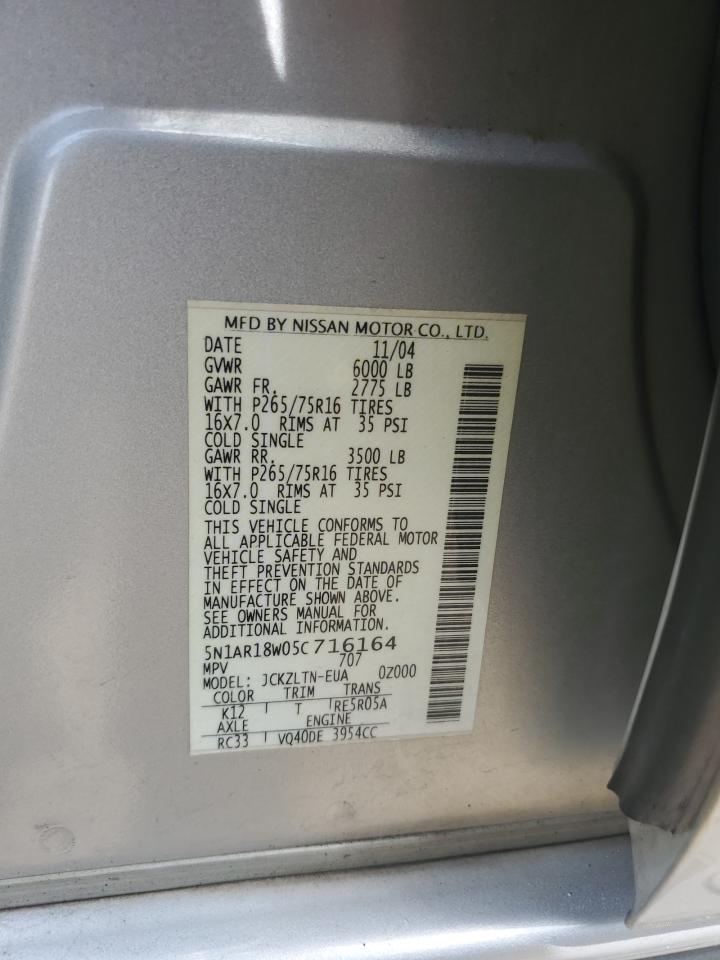 MFD BY NISSAN MOTOR CO., LTD.
DATE 11/04
GVWR 6000 LB
GAWR FR. 2775 LB
WITH P265/75R16 TIRES
16X7.0 RIMS AT 35 PSI
COLD SINGLE
GAWR RR. 3500 LB
WITH P265/75R16 TIRES
16X7.0 RIMS AT 35 PSI
COLD SINGLE
THIS VEHICLE CONFORMS TO
ALL APPLICABLE FEDERAL MOTOR
VEHICLE SAFETY AND
THEFT PREVENTION STANDARDS
IN EFFECT ON THE DATE OF
MANUFACTURE SHOWN ABOVE.
SEE OWNERS MANUAL FOR
ADDITIONAL INFORMATION.
5N1AR18W05C716164
MPV 707
MODEL: JCKZLTN-EUA 0Z000
COLOR TRIM TRANS
K12 T RE5R05A
AXLE ENGINE
RC33 VQ40DE 3954CC